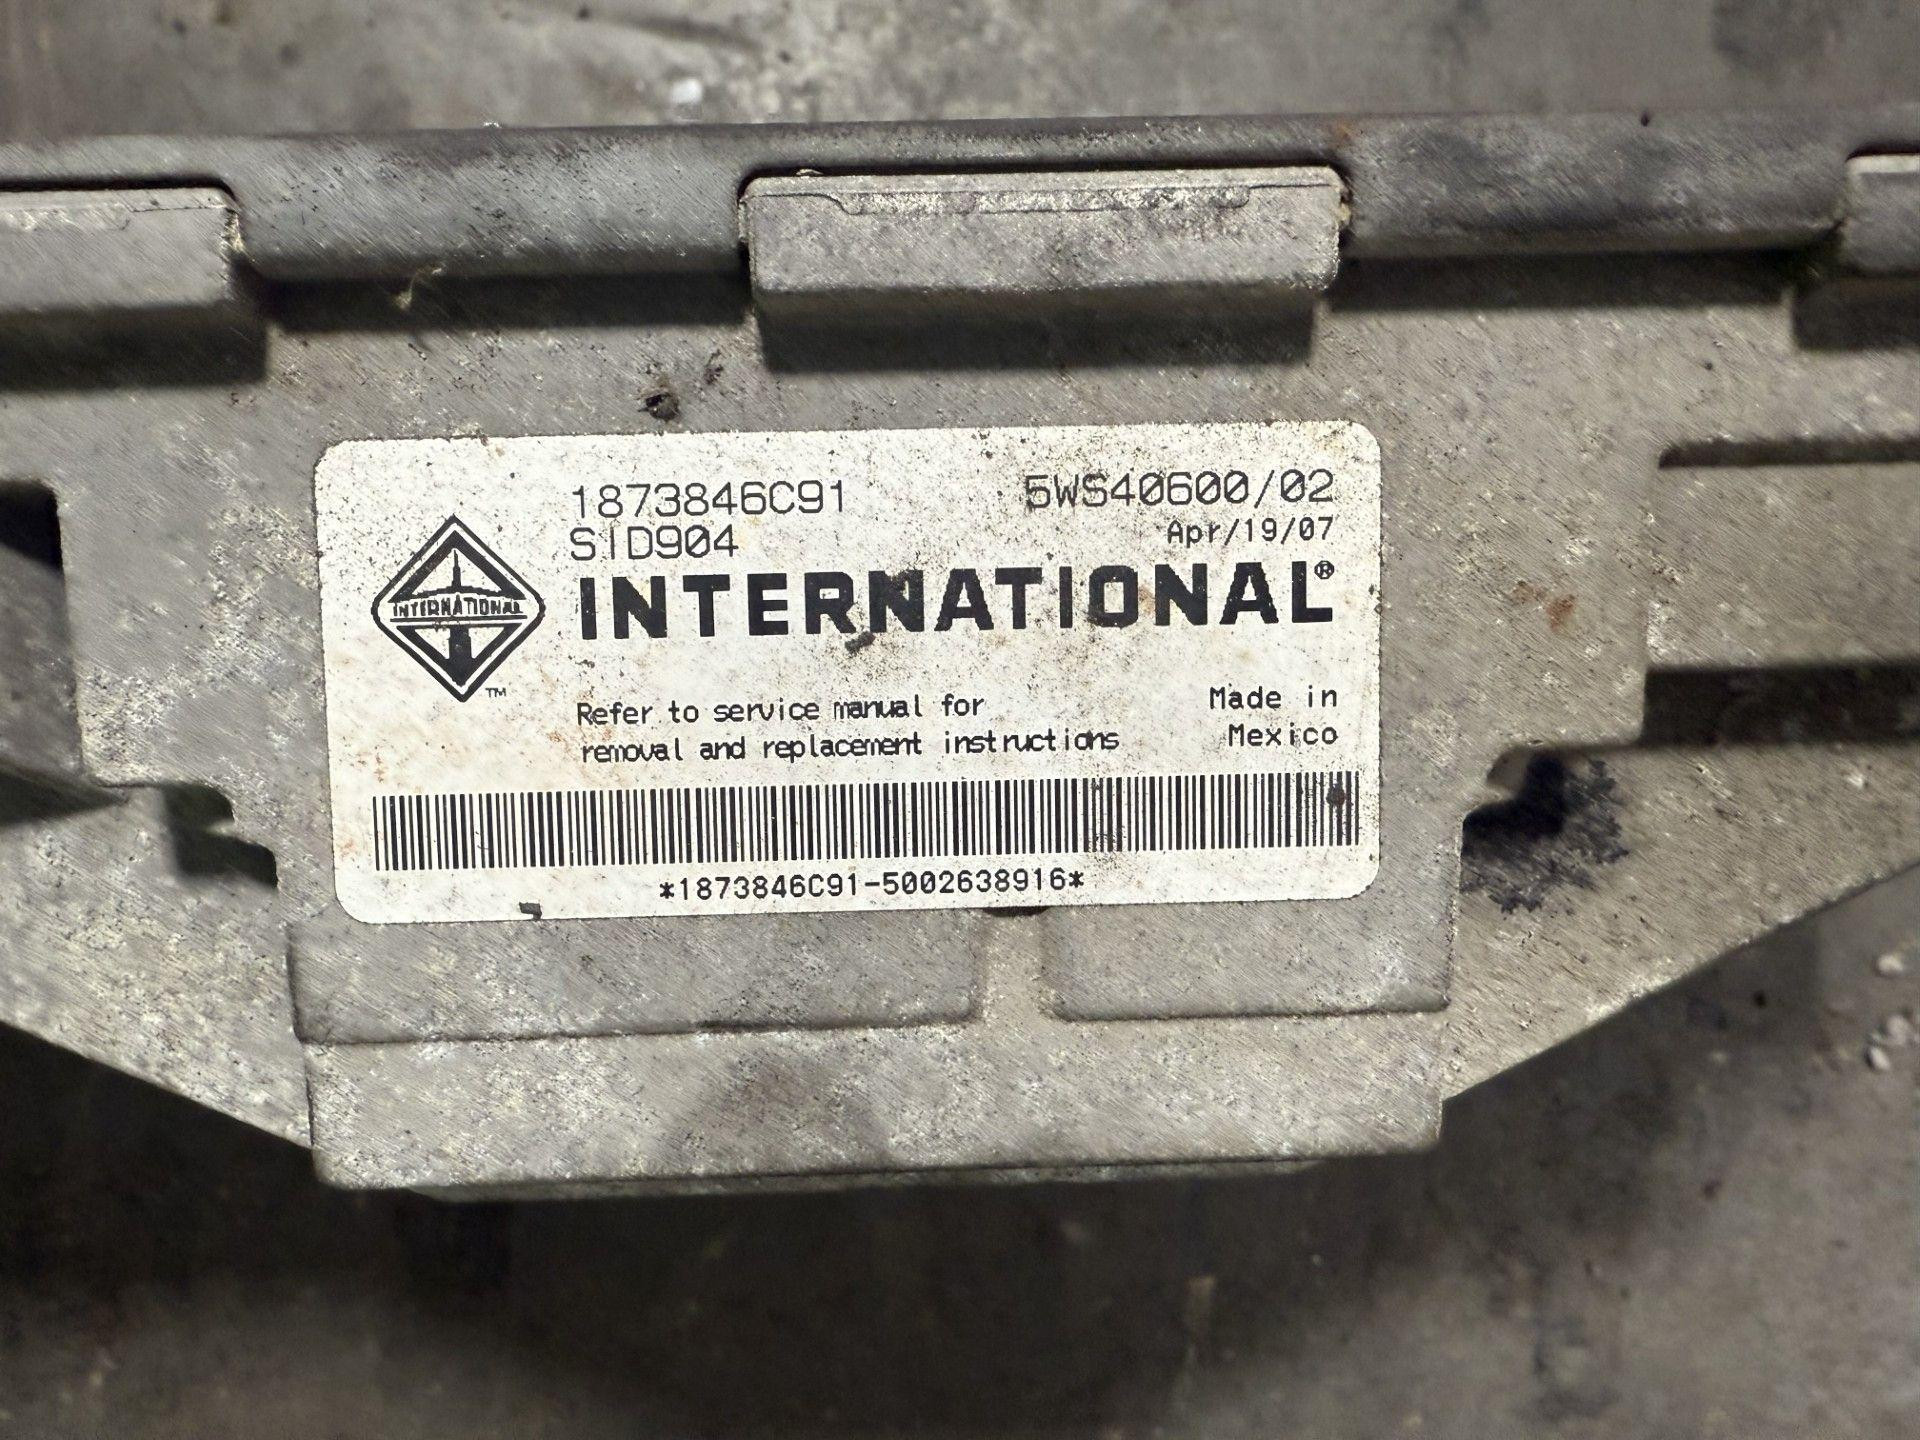 1873846C91 5WS40600/02
SID904 Apr/19/07
INTERNATIONAL
TM
INTERNATIONAL®
Refer to service manual for Made in
removal and replacement instructions Mexico
*1873846C91-5002638916*